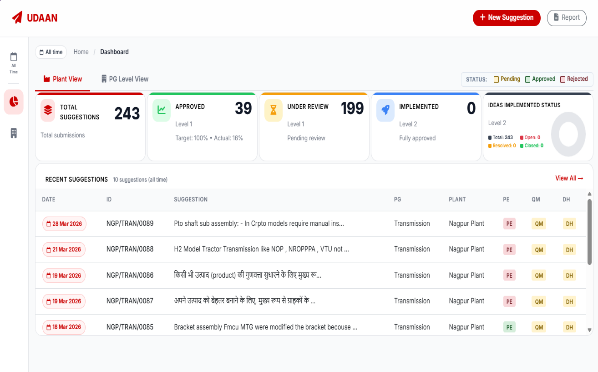 UDAAN
+ New Suggestion
Report
All Time
All time
Home / Dashboard
Plant View
PG Level View
STATUS: Pending Approved Rejected
TOTAL SUGGESTIONS 243
Total submissions
APPROVED 39
Level 1
Target: 100% • Actual: 16%
UNDER REVIEW 199
Level 1
Pending review
IMPLEMENTED 0
Level 2
Fully approved
IDEAS IMPLEMENTED STATUS
Level 2
Total: 243 Open: 0
Resolved: 0 Closed: 0
RECENT SUGGESTIONS 10 suggestions (all time)
View All →
DATE ID SUGGESTION PG PLANT PE QM DH
26 Mar 2026 NGP/TRAN/0089 Pto shaft sub assembly: - In Crpto models require manual ins... Transmission Nagpur Plant PE QM DH
21 Mar 2026 NGP/TRAN/0088 H2 Model Tractor Transmission like NOP , NROPPPA , VTU not ... Transmission Nagpur Plant PE QM DH
19 Mar 2026 NGP/TRAN/0086 किसी भी उत्पाद (product) की गुणवत्ता सुधारने के लिए मुख्य रू... Transmission Nagpur Plant PE QM DH
19 Mar 2026 NGP/TRAN/0087 अपने उत्पाद को बेहतर बनाने के लिए, मुख्य रूप से ग्राहकों के ... Transmission Nagpur Plant PE QM DH
18 Mar 2026 NGP/TRAN/0085 Bracket assembly Fmcu MTG were modified the bracket becouse ... Transmission Nagpur Plant PE QM DH